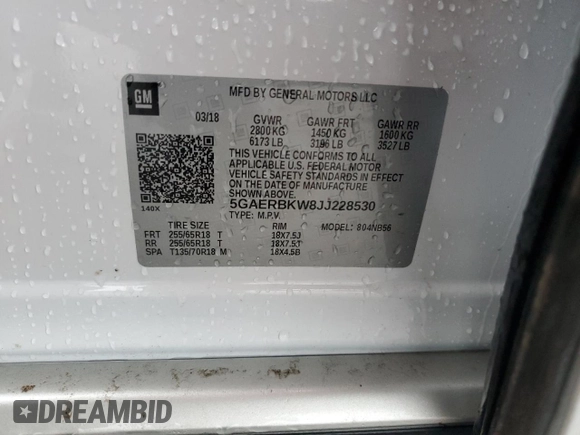 GM
MFD BY GENERAL MOTORS LLC
03/18 GVWR GAWR FRT GAWR RR
2800 KG 1450 KG 1600 KG
6173 LB 3196 LB 3527 LB
THIS VEHICLE CONFORMS TO ALL
APPLICABLE U.S. FEDERAL MOTOR
VEHICLE SAFETY STANDARDS IN EFFECT
ON THE DATE OF MANUFACTURE
SHOWN ABOVE.
140X 5GAERBKW8JJ228530
TYPE: M.P.V. MODEL: 804NB56
TIRE SIZE RIM
FRT 255/65R18 T 18X7.5J
RR 255/65R18 T 18X7.5J
SPA T135/70R18 M 18X4.5B
DREAMBID